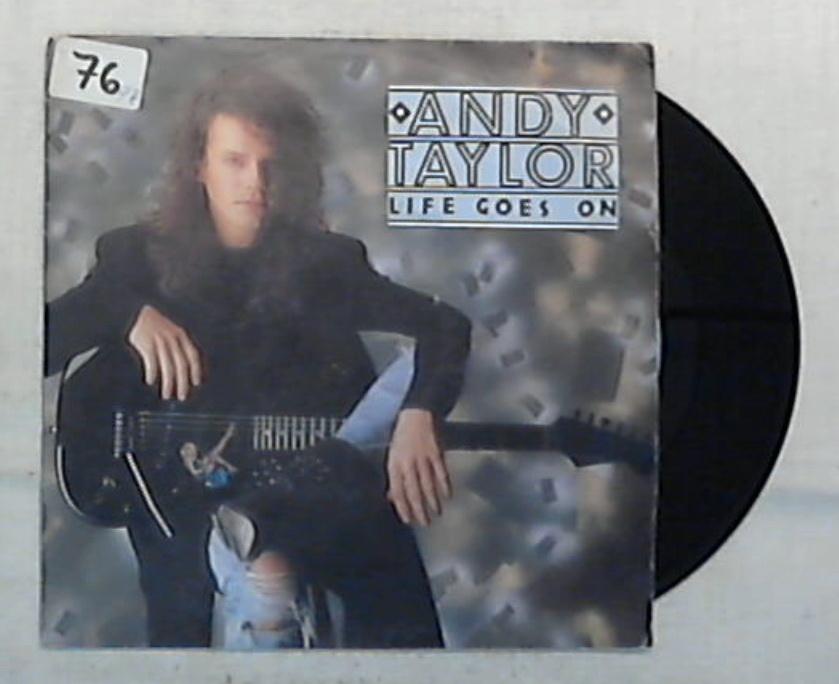 76
ANDY
TAYLOR
LIFE GOES ON